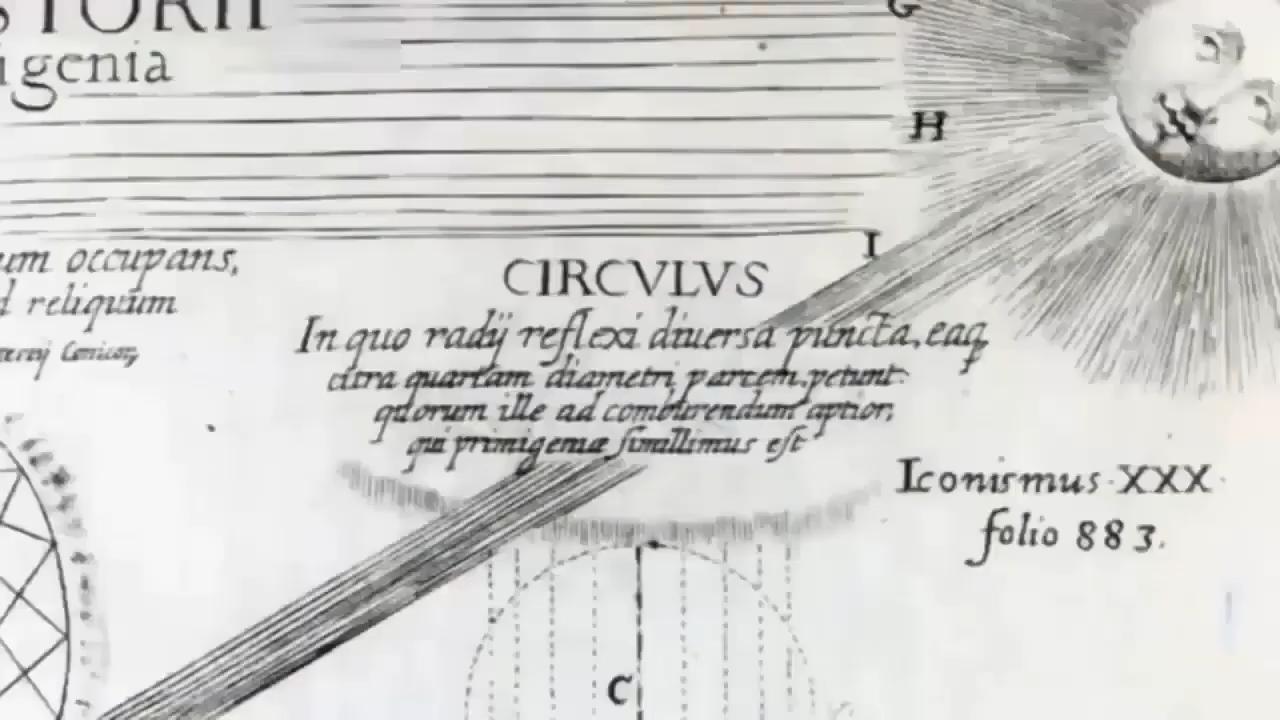 STORII
igenia
G
H
I
um occupans,
d reliquum
CIRCVLVS
In quo radij reflexi diuersa puncta, eaq
citra quartam diametri partem petunt:
quorum ille ad comburendum aptior,
qui primigeniæ simillimus est
Iconismus XXX.
folio 883.
C